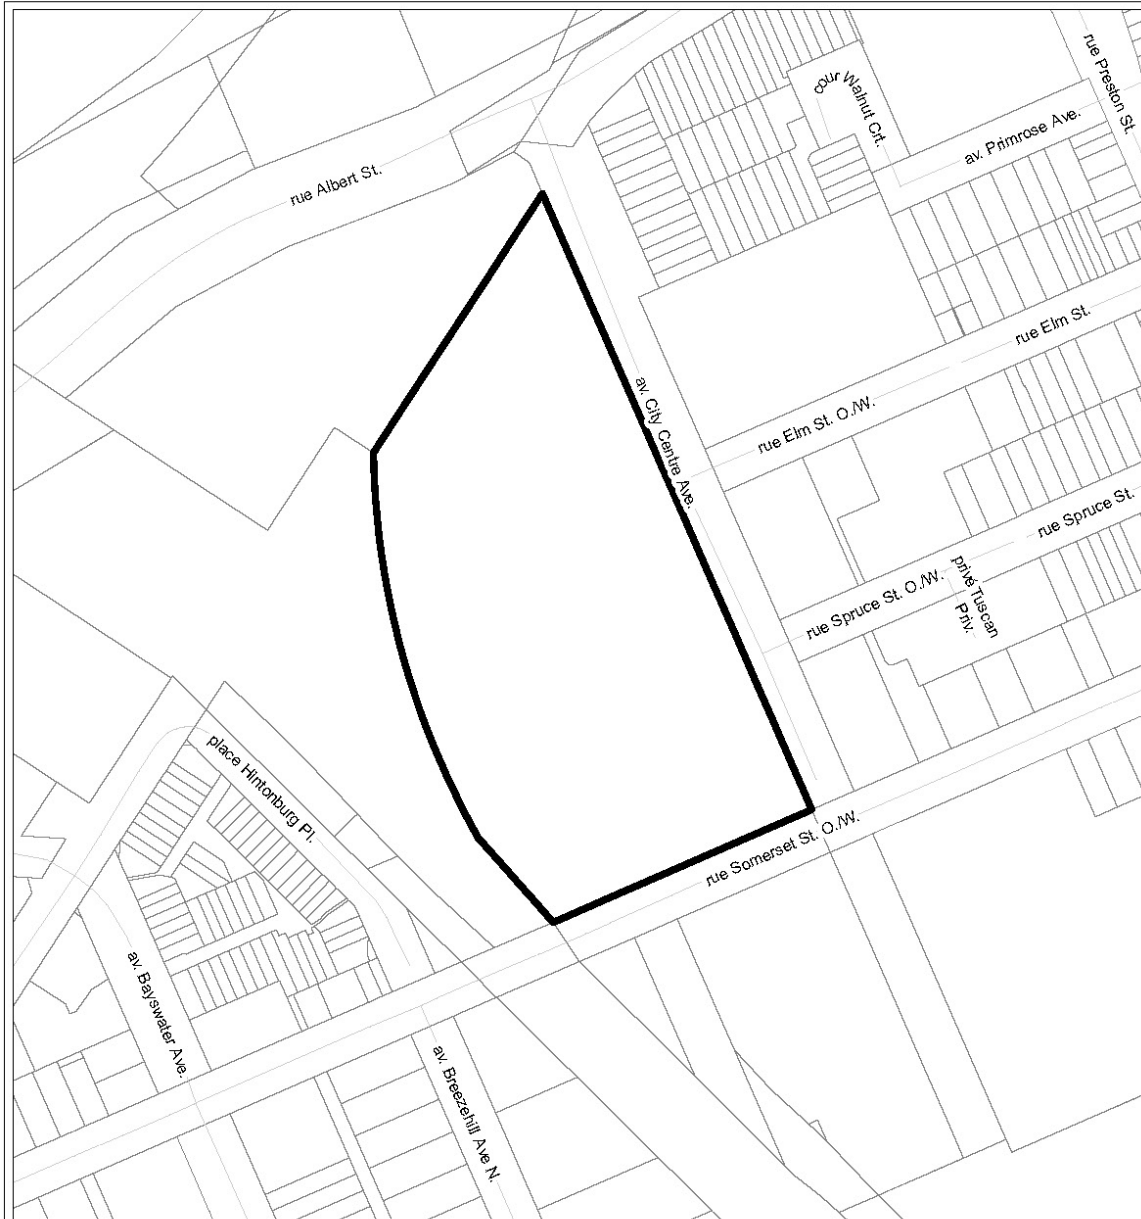 rue Preston St.
cour
Walnut Crt.
av. Primrose Ave.
rue Albert St.
rue Elm St.
av. City Centre Ave.
rue Elm St. O./W.
rue Spruce St.
rue Spruce St. O./W.
privé Tuscan
Priv.
place Hintonburg Pl.
rue Somerset St. O./W.
av. Bayswater Ave.
av. Breezehill Ave N.